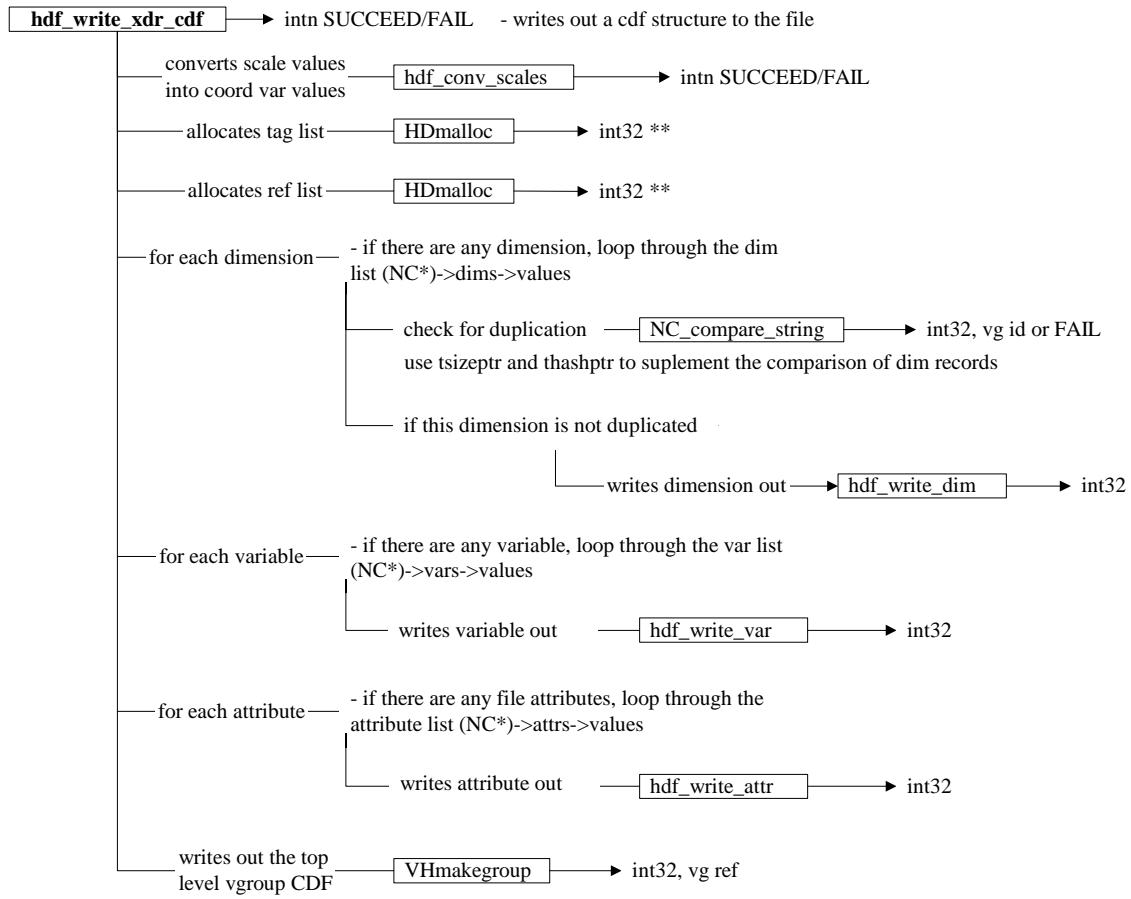 hdf_write_xdr_cdf intn SUCCEED/FAIL - writes out a cdf structure to the file
converts scale values
into coord var values
hdf_conv_scales intn SUCCEED/FAIL
allocates tag list HDmalloc int32 **
allocates ref list HDmalloc int32 **
for each dimension
- if there are any dimension, loop through the dim
list (NC*)->dims->values
check for duplication NC_compare_string int32, vg id or FAIL
use tsizeptr and thashptr to suplement the comparison of dim records
if this dimension is not duplicated
writes dimension out hdf_write_dim int32
for each variable
- if there are any variable, loop through the var list
(NC*)->vars->values
writes variable out hdf_write_var int32
for each attribute
- if there are any file attributes, loop through the
attribute list (NC*)->attrs->values
writes attribute out hdf_write_attr int32
writes out the top
level vgroup CDF
VHmakegroup int32, vg ref